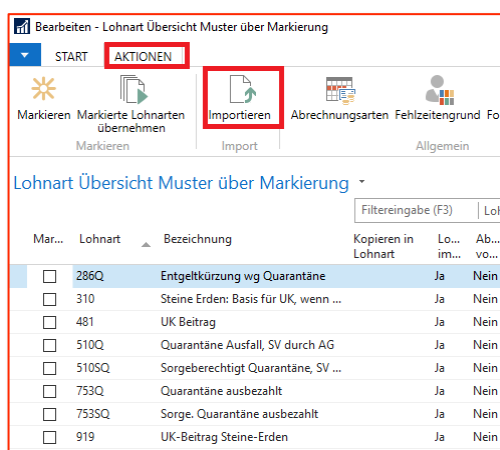 Bearbeiten - Lohnart Übersicht Muster über Markierung
START AKTIONEN
Markieren Markierte Lohnarten übernehmen Importieren Abrechnungsarten Fehlzeitengrund Fo
Markieren Import Allgemein
Lohnart Übersicht Muster über Markierung
Filtereingabe (F3) Loh
Mar... Lohnart Bezeichnung Kopieren in Lohnart Lo... im... Ab... vo...
286Q Entgeltkürzung wg Quarantäne Ja Nein
310 Steine Erden: Basis für UK, wenn ... Ja Nein
481 UK Beitrag Ja Nein
510Q Quarantäne Ausfall, SV durch AG Ja Nein
510SQ Sorgeberechtigt Quarantäne, SV ... Ja Nein
753Q Quarantäne ausbezahlt Ja Nein
753SQ Sorge. Quarantäne ausbezahlt Ja Nein
919 UK-Beitrag Steine-Erden Ja Nein